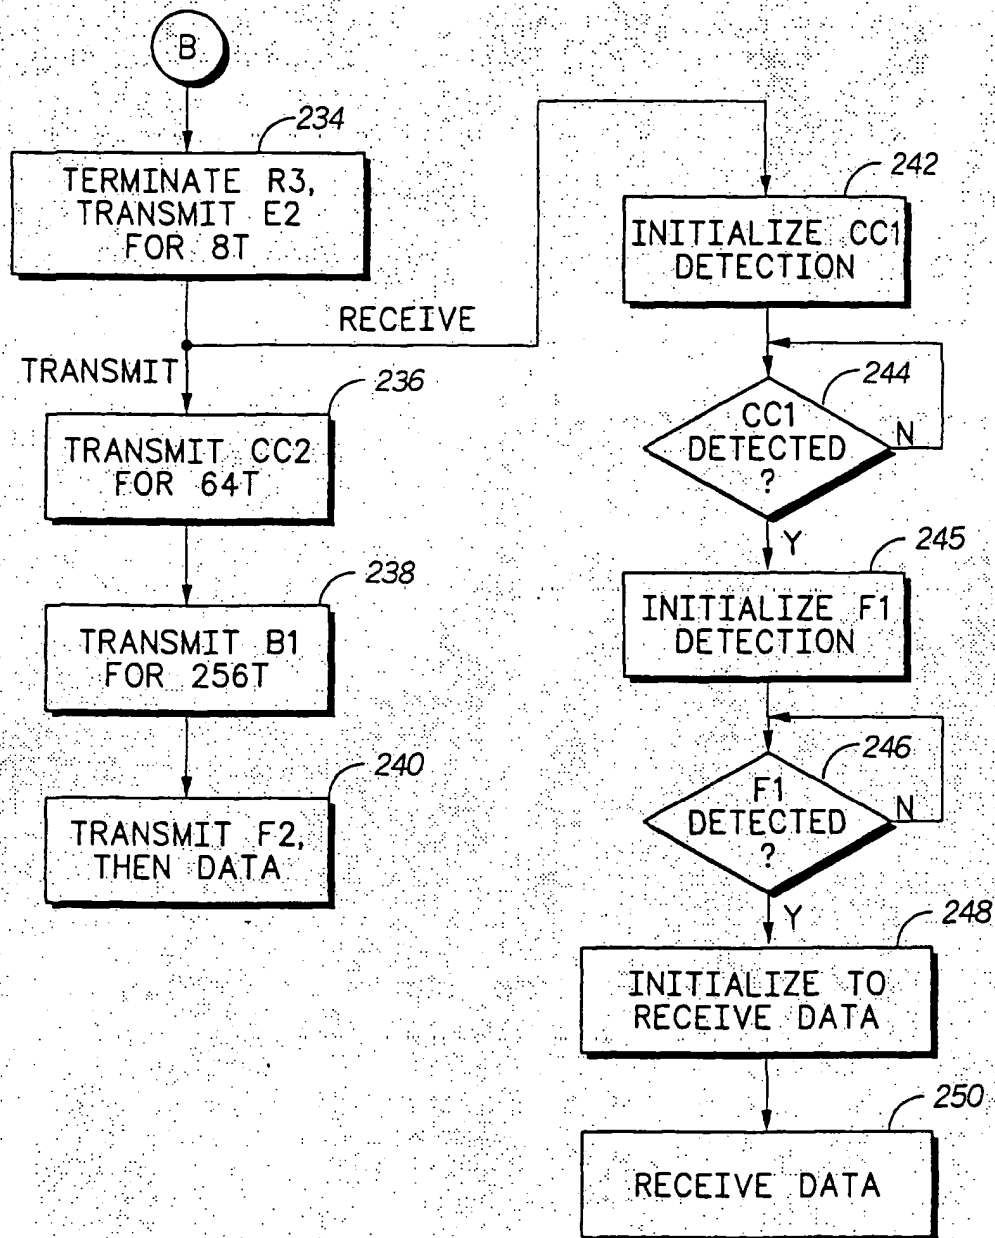 B
234
TERMINATE R3,
TRANSMIT E2
FOR 8T
RECEIVE
TRANSMIT
236
TRANSMIT CC2
FOR 64T
238
TRANSMIT B1
FOR 256T
240
TRANSMIT F2,
THEN DATA
242
INITIALIZE CC1
DETECTION
244
CC1
DETECTED
?
N
Y
245
INITIALIZE F1
DETECTION
246
F1
DETECTED
?
N
Y
248
INITIALIZE TO
RECEIVE DATA
250
RECEIVE DATA